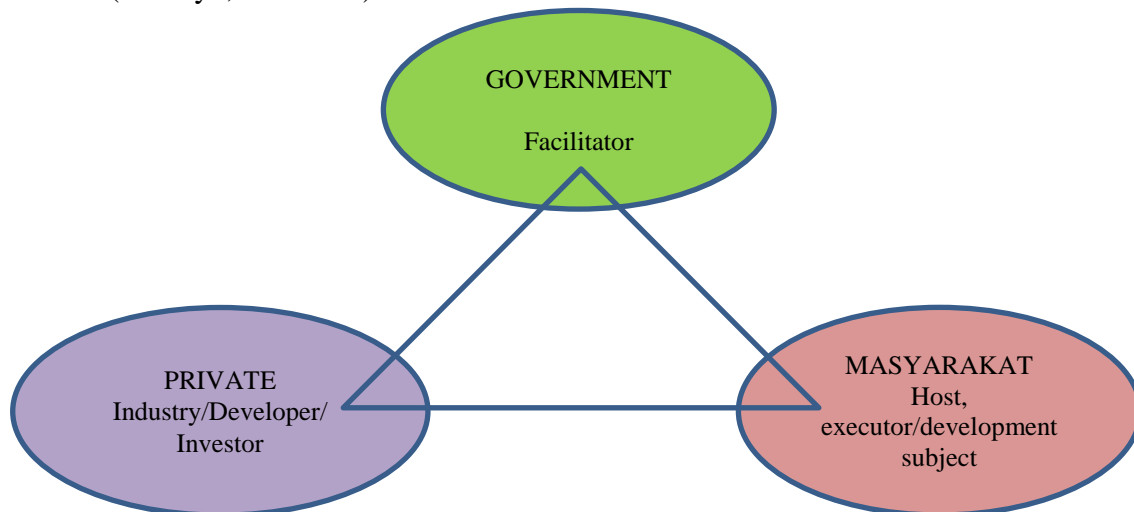 GOVERNMENT
Facilitator
PRIVATE
Industry/Developer/
Investor
MASYARAKAT
Host,
executor/development
subject